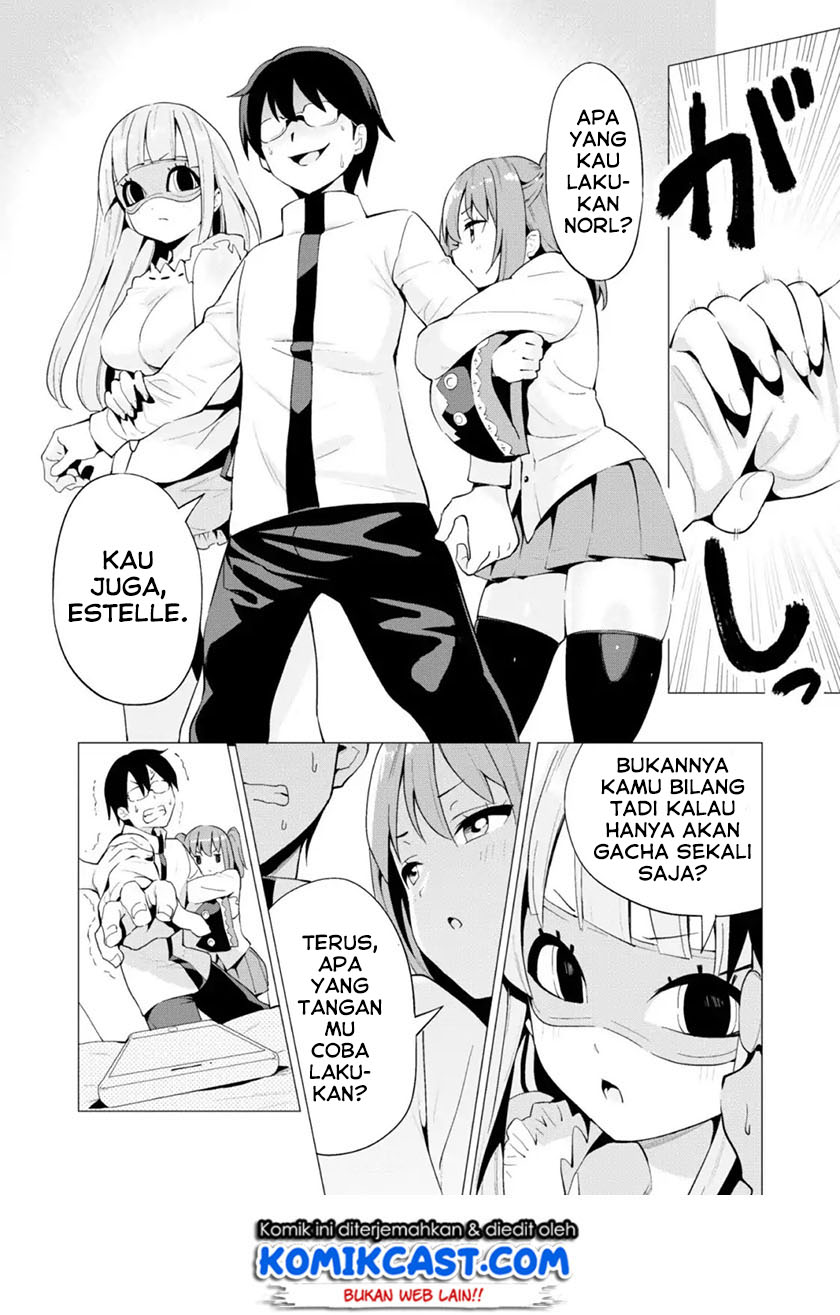 がしっ
APA
YANG
KAU
LAKU-
KAN
NORL?
KAU
JUGA,
ESTELLE.
BUKANNYA
KAMU BILANG
TADI KALAU
HANYA AKAN
GACHA SEKALI
SAJA?
TERUS,
APA
YANG
TANGAN
MU
COBA
LAKU-
KAN?
Komik ini diterjemahkan & diedit oleh
KOMIKCAST.COM
BUKAN WEB LAIN!!